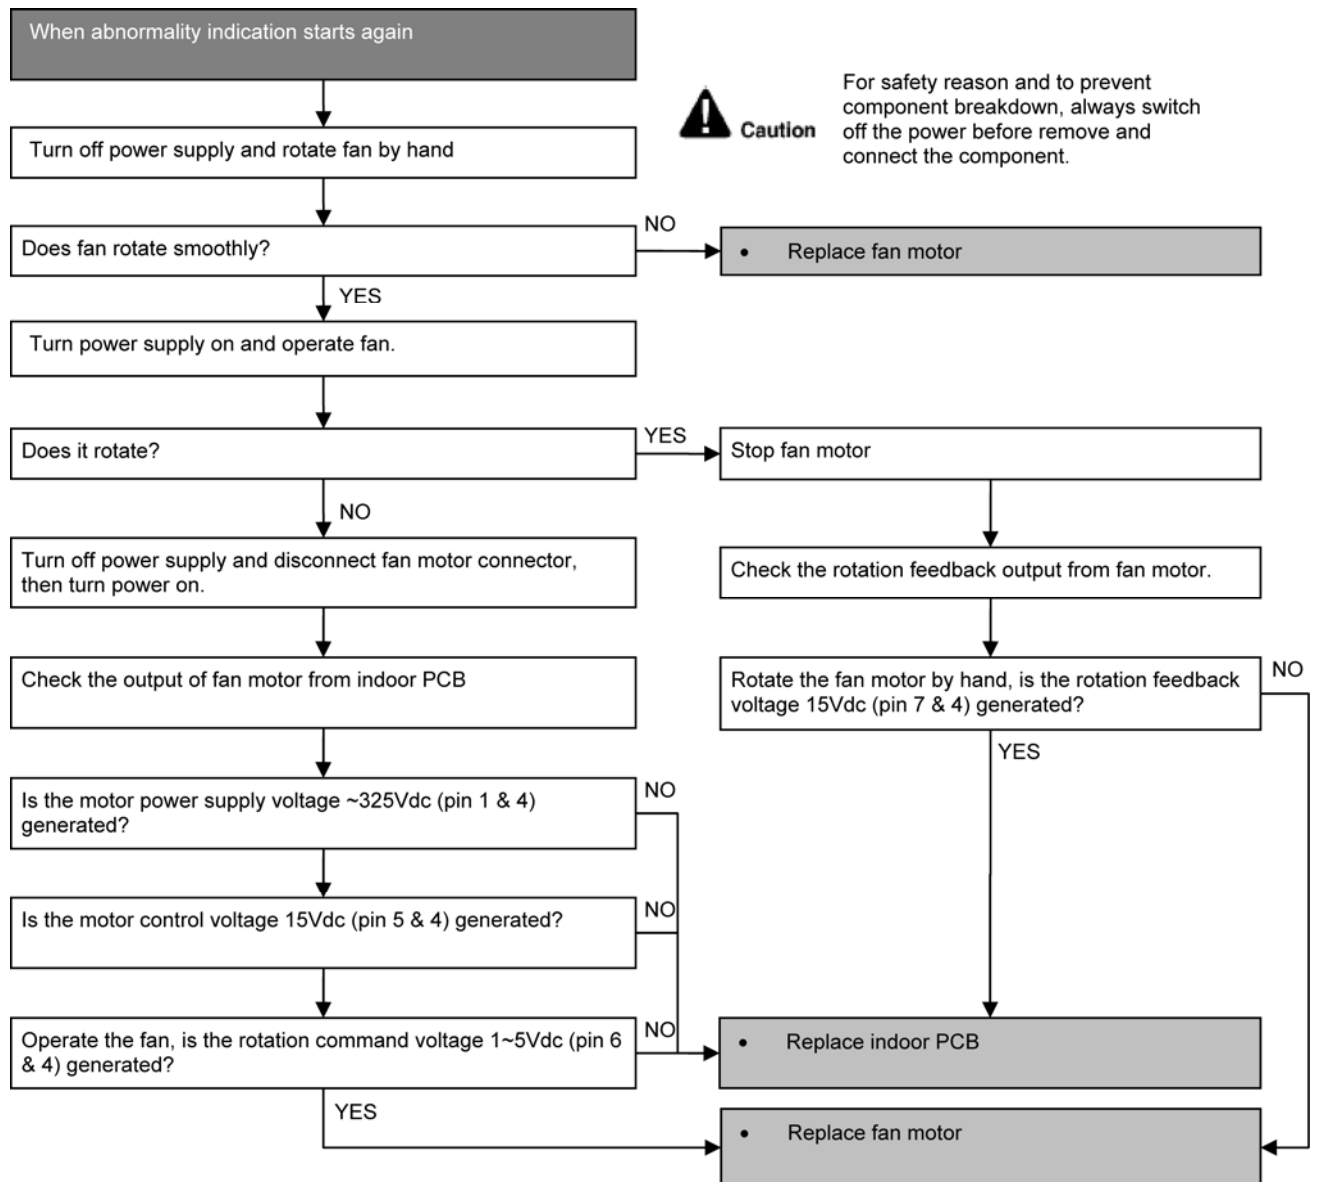 When abnormality indication starts again
For safety reason and to prevent
component breakdown, always switch
off the power before remove and
connect the component.
Caution
Turn off power supply and rotate fan by hand
Does fan rotate smoothly?
NO
• Replace fan motor
YES
Turn power supply on and operate fan.
Does it rotate?
YES
Stop fan motor
NO
Turn off power supply and disconnect fan motor connector,
then turn power on.
Check the rotation feedback output from fan motor.
Check the output of fan motor from indoor PCB
Rotate the fan motor by hand, is the rotation feedback
voltage 15Vdc (pin 7 & 4) generated?
NO
YES
Is the motor power supply voltage ~325Vdc (pin 1 & 4)
generated?
NO
Is the motor control voltage 15Vdc (pin 5 & 4) generated?
NO
Operate the fan, is the rotation command voltage 1~5Vdc (pin 6
& 4) generated?
NO
• Replace indoor PCB
YES
• Replace fan motor